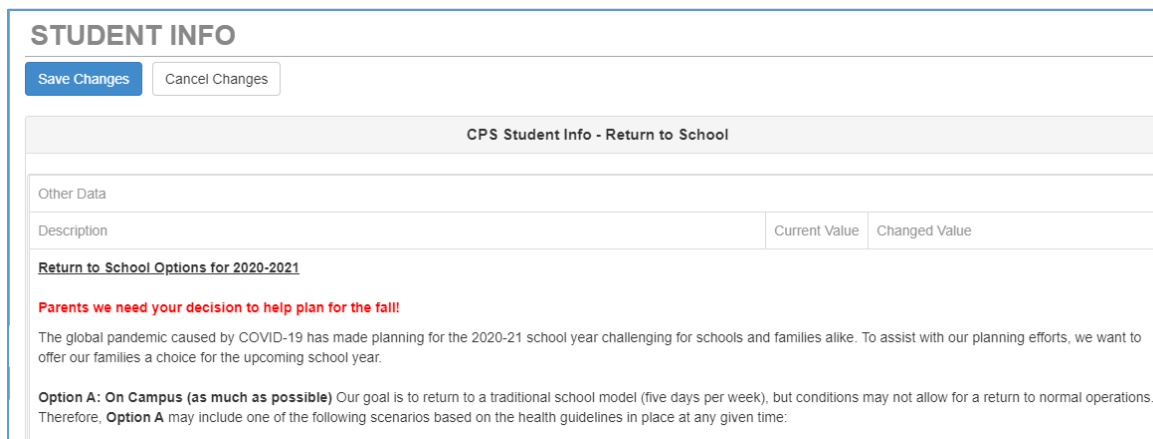 STUDENT INFO
Save Changes Cancel Changes
CPS Student Info - Return to School
Other Data
Description Current Value Changed Value
Return to School Options for 2020-2021
Parents we need your decision to help plan for the fall!
The global pandemic caused by COVID-19 has made planning for the 2020-21 school year challenging for schools and families alike. To assist with our planning efforts, we want to
offer our families a choice for the upcoming school year.
Option A: On Campus (as much as possible) Our goal is to return to a traditional school model (five days per week), but conditions may not allow for a return to normal operations.
Therefore, Option A may include one of the following scenarios based on the health guidelines in place at any given time: